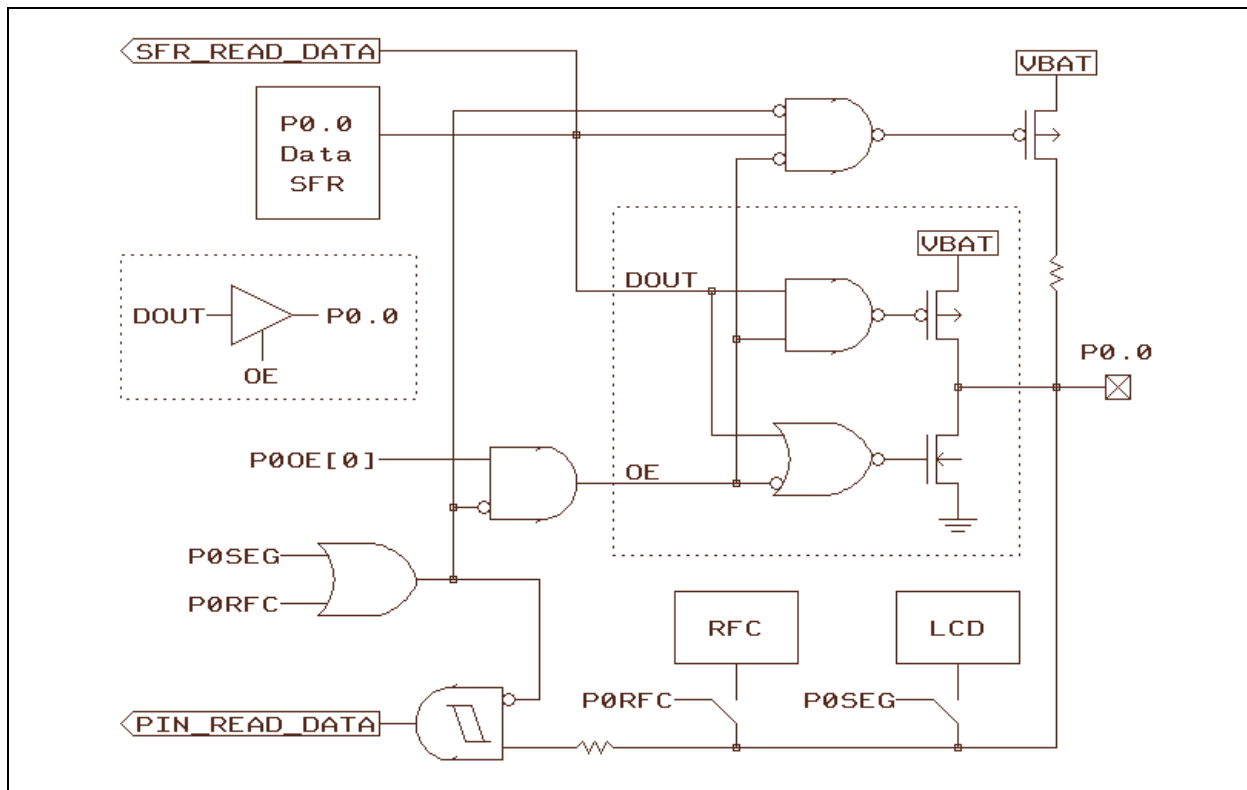 SFR_READ_DATA
VBAT
P0.0
Data
SFR
VBAT
DOUT
DOUT
P0.0
OE
P0.0
P0OE[0]
OE
P0SEG
P0RFC
RFC
LCD
P0RFC
P0SEG
PIN_READ_DATA